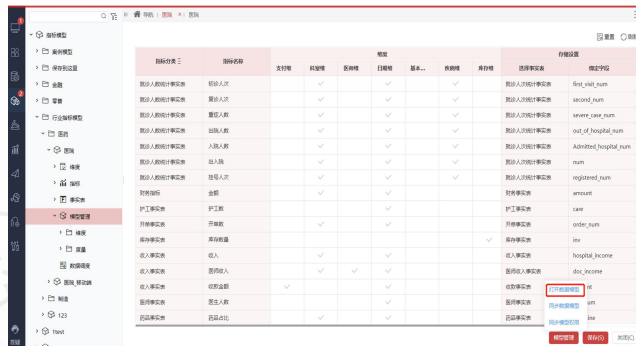 导航 | 医院 × | 医院
指标模型
案例模型
保存到这里
金融
零售
行业指标模型
医药
医院
维度
指标
事实表
模型管理
维度
度量
数据调度
医院_移动端
制造
123
Ttest
重置
指标分类
指标名称
维度
存储设置
支付维
科室维
医师维
日期维
基本...
疾病维
库存维
选择事实表
绑定字段
就诊人数统计事实表 初诊人次 就诊人次统计事实表 first_visit_num
就诊人数统计事实表 复诊人次 就诊人次统计事实表 second_num
就诊人数统计事实表 重症人数 就诊人次统计事实表 severe_case_num
就诊人数统计事实表 出院人数 就诊人次统计事实表 out_of_hospital_num
就诊人数统计事实表 入院人数 就诊人次统计事实表 Admitted_hospital_num
就诊人数统计事实表 出入院 就诊人次统计事实表 num
就诊人数统计事实表 挂号人次 就诊人次统计事实表 registered_num
财务指标 金额 财务事实表 amount
护工事实表 护工数 护工事实表 care
开单事实表 开单数 开单事实表 order_num
库存事实表 库存数量 库存事实表 inv
收入事实表 收入 收入事实表 hospital_income
收入事实表 医师收入 医师收入事实表 doc_income
收入事实表 收款金额 收款事实表
医师事实表 医生人数 医师事实表
药品事实表 药品占比 药品事实表
打开数据模型
同步数据模型
同步模型权限
模型管理 保存(S) 关闭(C)